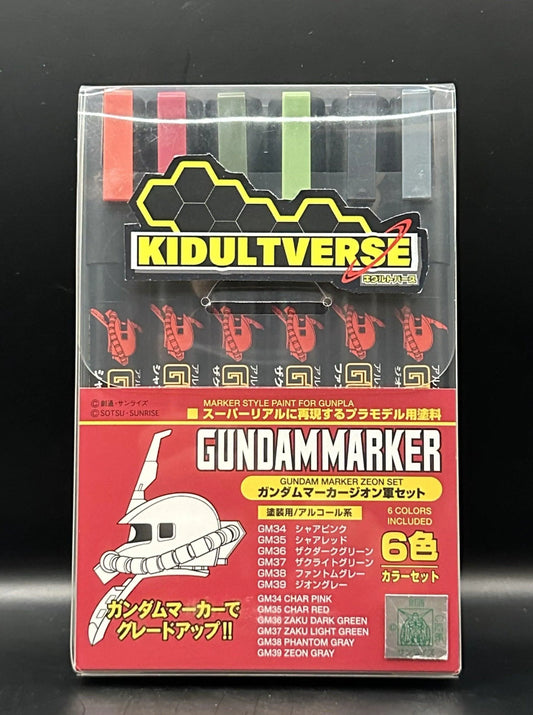 KIDULTVERSE
キダルトバース
©創通・サンライズ
©SOTSU・SUNRISE
MARKER STYLE PAINT FOR GUNPLA
■ スーパーリアルに再現するプラモデル用塗料
GUNDAM MARKER
GUNDAM MARKER ZEON SET
ガンダムマーカージオン軍セット
塗装用/アルコール系
GM34 シャアピンク
GM35 シャアレッド
GM36 ザクダークグリーン
GM37 ザクライトグリーン
GM38 ファントムグレー
GM39 ジオングレー
6 COLORS
INCLUDED
6色
カラーセット
GM34 CHAR PINK
GM35 CHAR RED
GM36 ZAKU DARK GREEN
GM37 ZAKU LIGHT GREEN
GM38 PHANTOM GRAY
GM39 ZEON GRAY
ガンダムマーカーで
グレードアップ!!